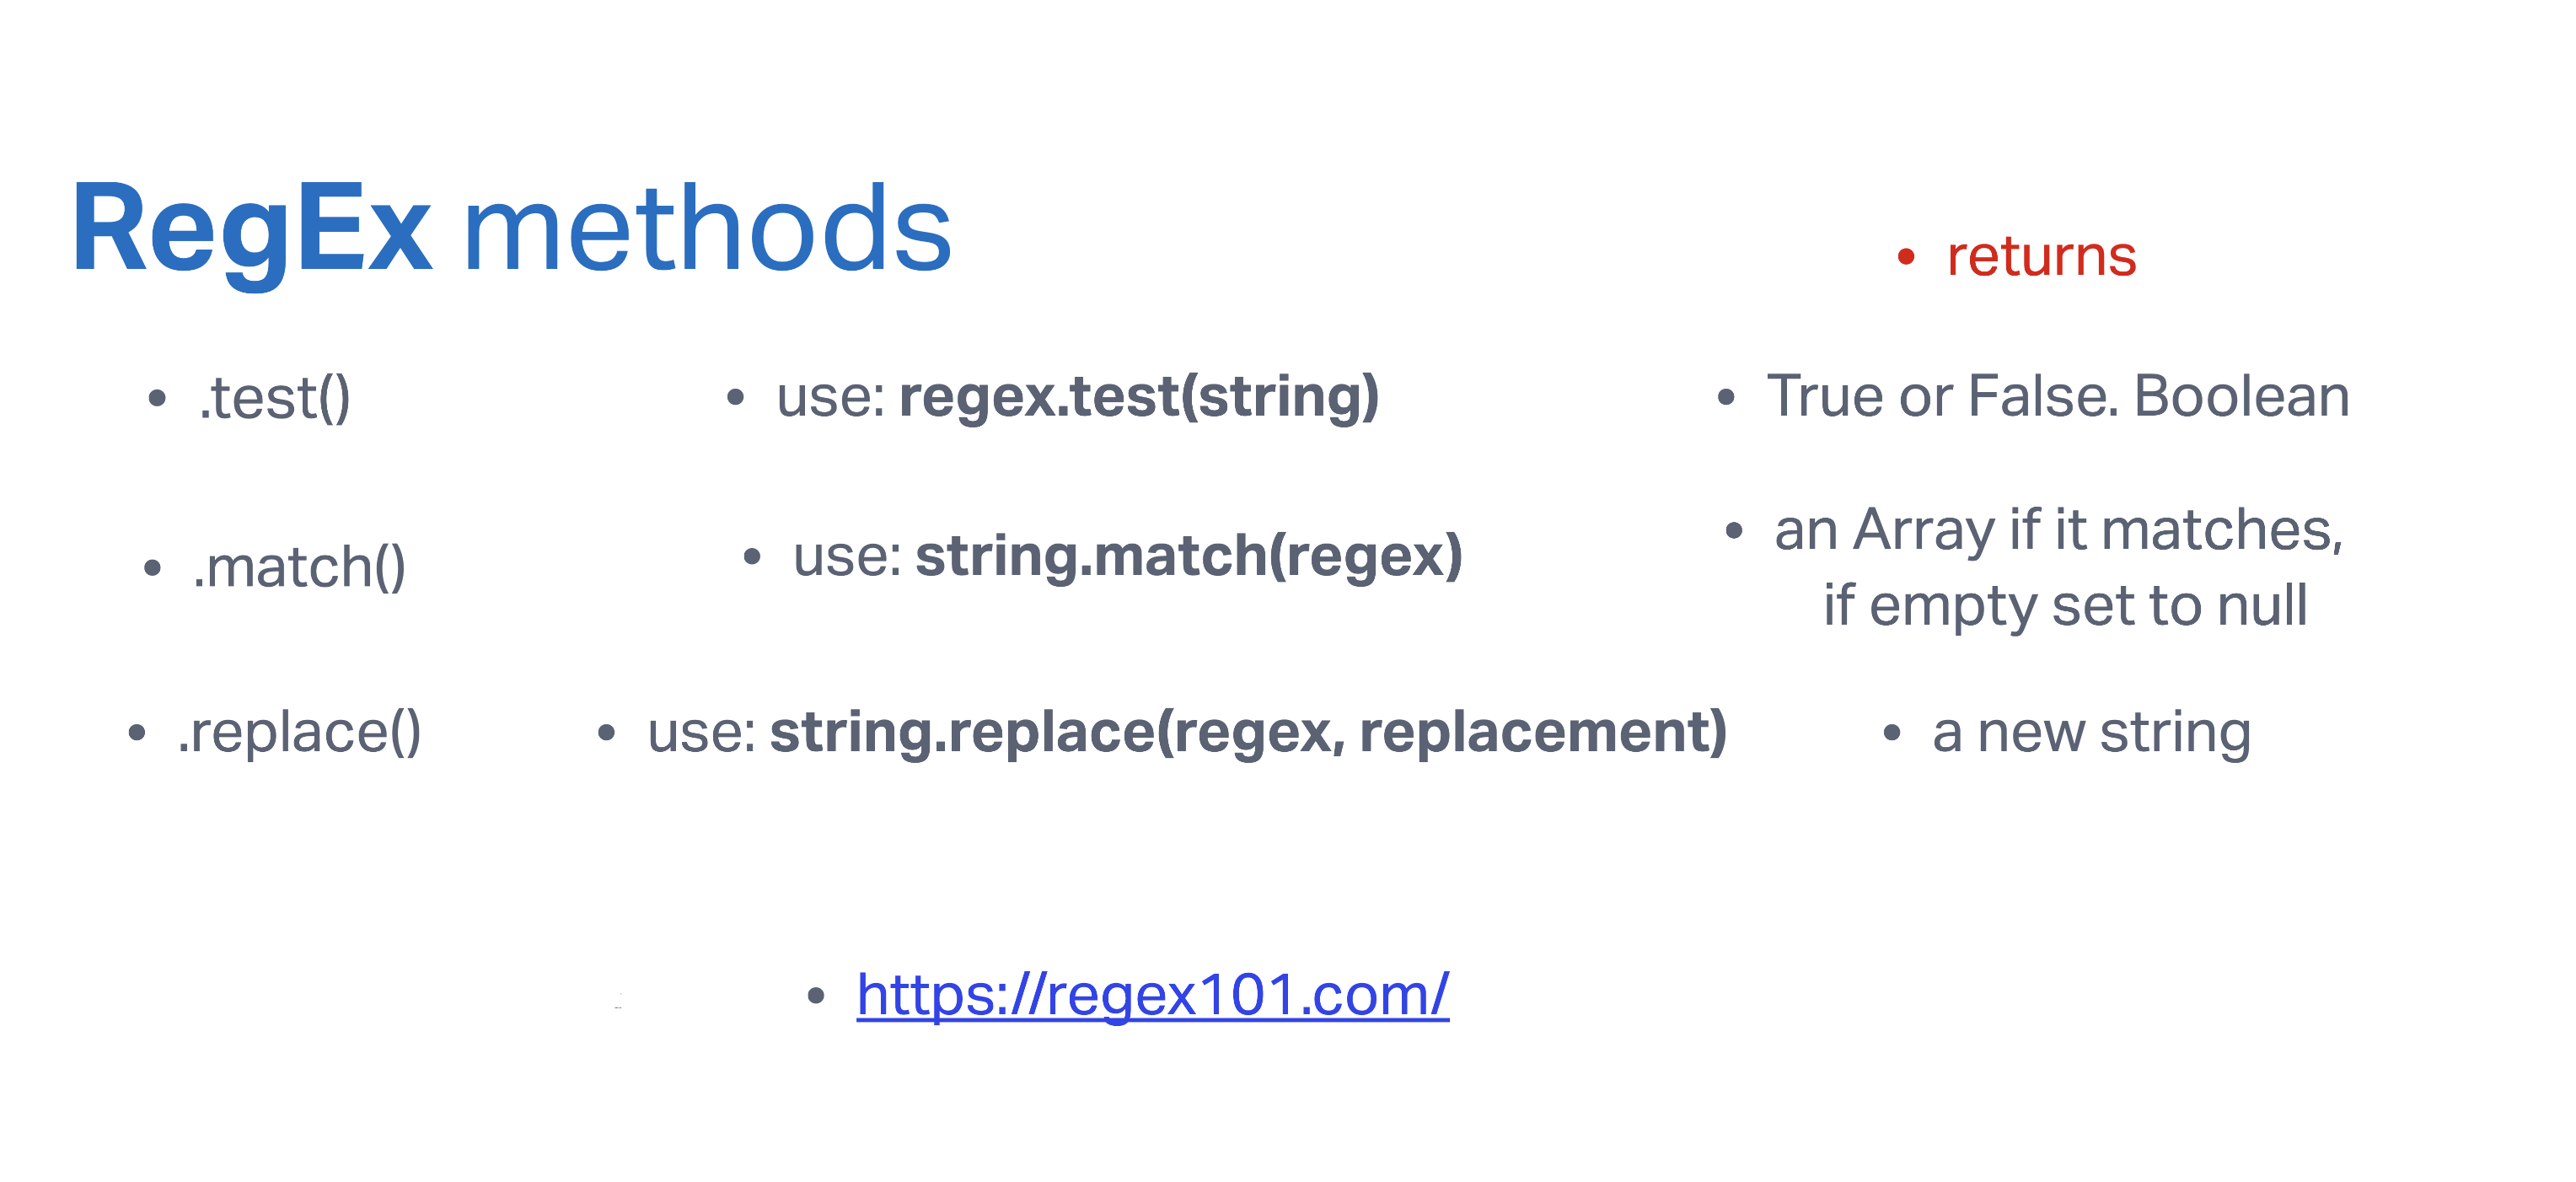 RegEx methods
• returns
• .test()
• use: regex.test(string)
• True or False. Boolean
• .match()
• use: string.match(regex)
• an Array if it matches,
if empty set to null
• .replace()
• use: string.replace(regex, replacement)
• a new string
• https://regex101.com/